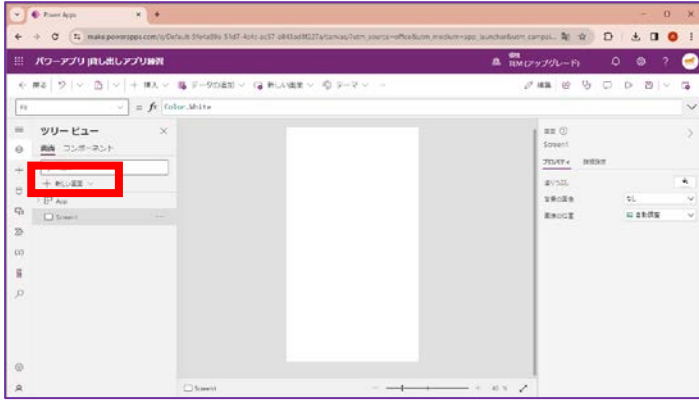 Power Apps
make.powerapps.com
パワーアプリ 貸し出しアプリ練習
環境
TEM (アップグレード)
戻る
挿入
データの追加
新しい画面
テーマ
編集
Fill
= fx Color.White
ツリー ビュー
画面 コンポーネント
新しい画面
App
Screen1
画面
Screen1
プロパティ 詳細設定
塗りつぶし
背景の画像 なし
画像の位置 自動調整
Screen1
40 %